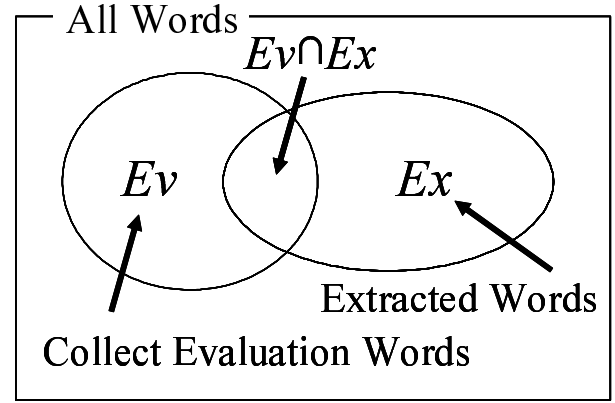 All Words
Ev∩Ex
Ev
Ex
Extracted Words
Collect Evaluation Words